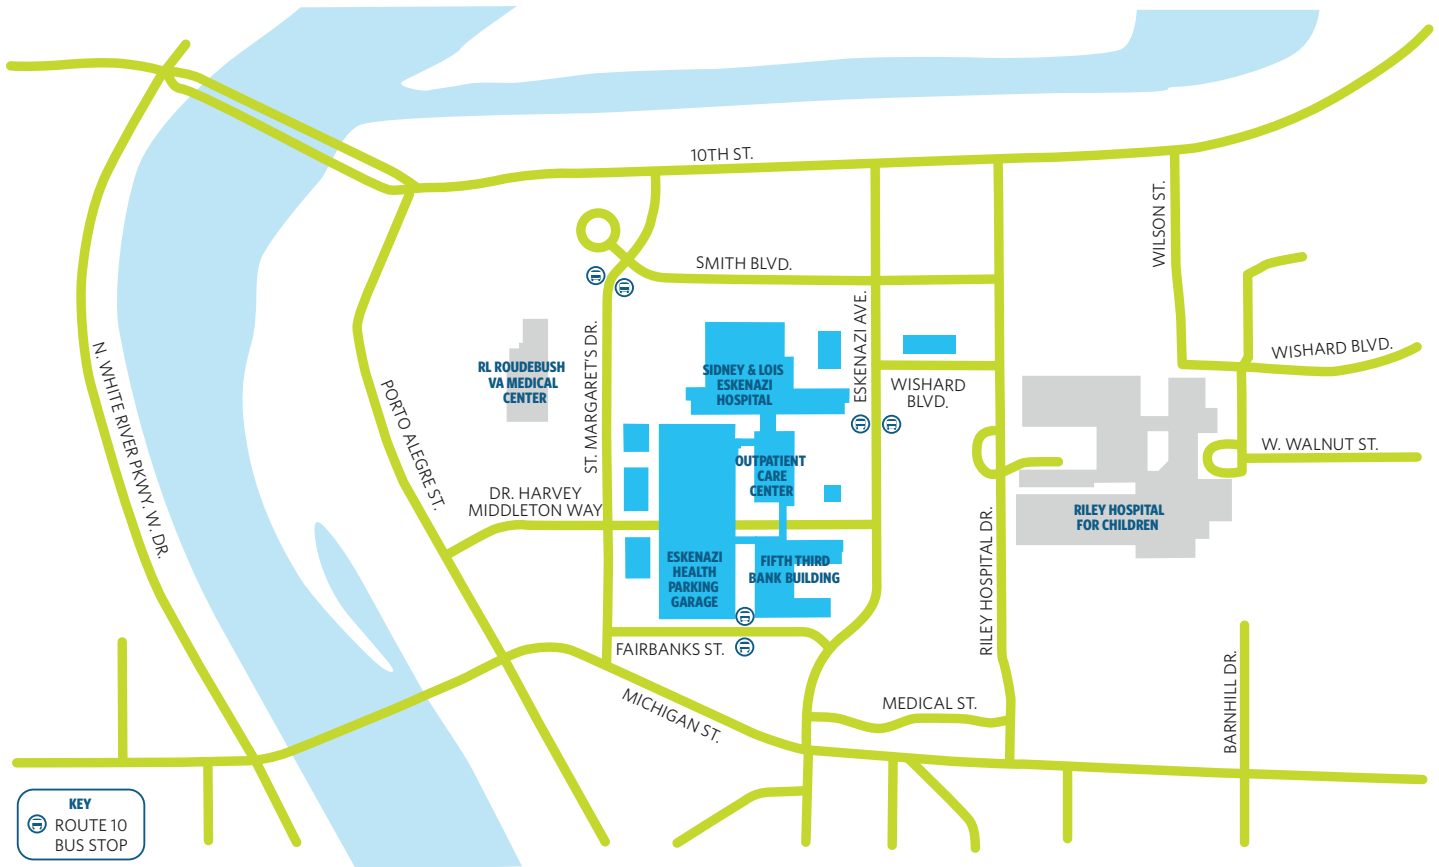 10TH ST.
WILSON ST.
SMITH BLVD.
ESKENAZI AVE.
ST. MARGARET'S DR.
N. WHITE RIVER PKWY. W. DR.
PORTO ALEGRE ST.
RL ROUDEBUSH
VA MEDICAL
CENTER
SIDNEY & LOIS
ESKENAZI
HOSPITAL
WISHARD
BLVD.
WISHARD BLVD.
W. WALNUT ST.
OUTPATIENT
CARE
CENTER
DR. HARVEY
MIDDLETON WAY
RILEY HOSPITAL
FOR CHILDREN
RILEY HOSPITAL DR.
ESKENAZI
HEALTH
PARKING
GARAGE
FIFTH THIRD
BANK BUILDING
FAIRBANKS ST.
MICHIGAN ST.
MEDICAL ST.
BARNHILL DR.
KEY
ROUTE 10
BUS STOP